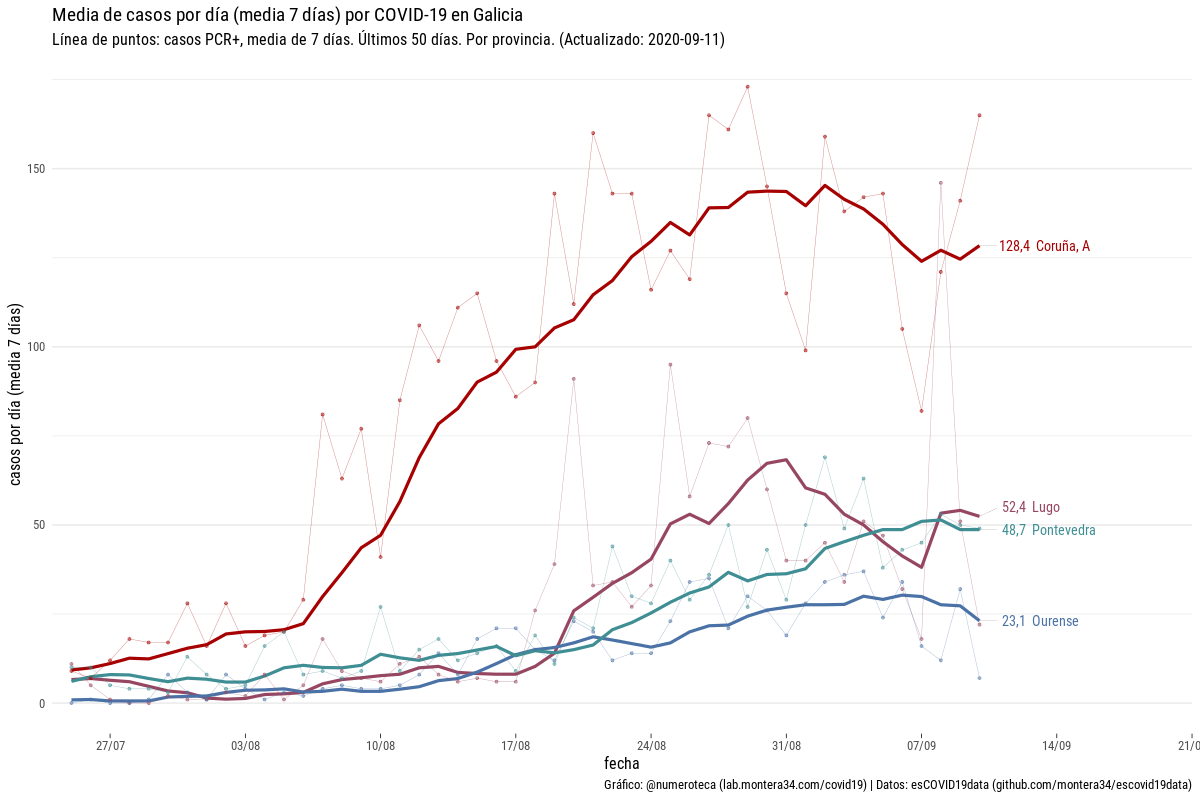 Media de casos por día (media 7 días) por COVID-19 en Galicia
Línea de puntos: casos PCR+, media de 7 días. Últimos 50 días. Por provincia. (Actualizado: 2020-09-11)
casos por día (media 7 días)
150
100
50
0
128,4 Coruña, A
52,4 Lugo
48,7 Pontevedra
23,1 Ourense
27/07
03/08
10/08
17/08
24/08
31/08
07/09
14/09
21/0
fecha
Gráfico: @numeroteca (lab.montera34.com/covid19) | Datos: esCOVID19data (github.com/montera34/escovid19data)